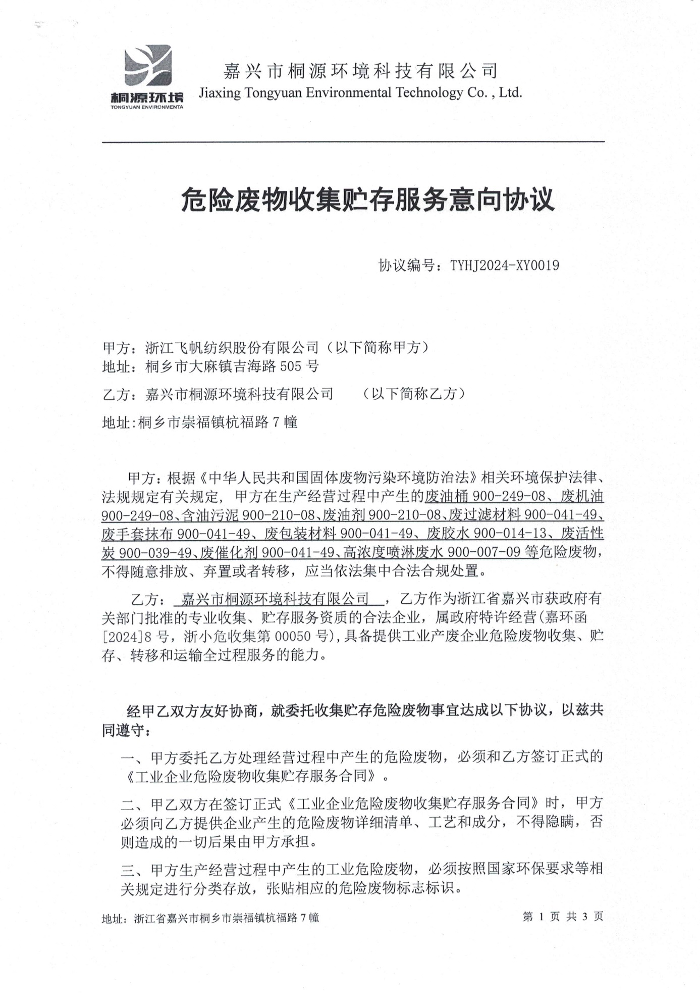 嘉兴市桐源环境科技有限公司
Jiaxing Tongyuan Environmental Technology Co. , Ltd.
桐源环境
TONGYUAN ENVIRONMENTA
危险废物收集贮存服务意向协议
协议编号：TYHJ2024-XY0019
甲方：浙江飞帆纺织股份有限公司（以下简称甲方）
地址：桐乡市大麻镇吉海路 505 号
乙方：嘉兴市桐源环境科技有限公司 （以下简称乙方）
地址:桐乡市崇福镇杭福路 7 幢
甲方：根据《中华人民共和国固体废物污染环境防治法》相关环境保护法律、
法规规定有关规定，甲方在生产经营过程中产生的废油桶 900-249-08、废机油
900-249-08、含油污泥 900-210-08、废油剂 900-210-08、废过滤材料 900-041-49、
废手套抹布 900-041-49、废包装材料 900-041-49、废胶水 900-014-13、废活性
炭 900-039-49、废催化剂 900-041-49、高浓度喷淋废水 900-007-09 等危险废物，
不得随意排放、弃置或者转移，应当依法集中合法合规处置。
乙方： 嘉兴市桐源环境科技有限公司 ，乙方作为浙江省嘉兴市获政府有
关部门批准的专业收集、贮存服务资质的合法企业，属政府特许经营(嘉环函
[2024]8 号，浙小危收集第 00050 号),具备提供工业产废企业危险废物收集、贮
存、转移和运输全过程服务的能力。
经甲乙双方友好协商，就委托收集贮存危险废物事宜达成以下协议，以兹共
同遵守：
一、甲方委托乙方处理经营过程中产生的危险废物，必须和乙方签订正式的
《工业企业危险废物收集贮存服务合同》。
二、甲乙双方在签订正式《工业企业危险废物收集贮存服务合同》时，甲方
必须向乙方提供企业产生的危险废物详细清单、工艺和成分，不得隐瞒，否
则造成的一切后果由甲方承担。
三、甲方生产经营过程中产生的工业危险废物，必须按照国家环保要求等相
关规定进行分类存放，张贴相应的危险废物标志标识。
地址：浙江省嘉兴市桐乡市崇福镇杭福路 7 幢
第 1 页 共 3 页